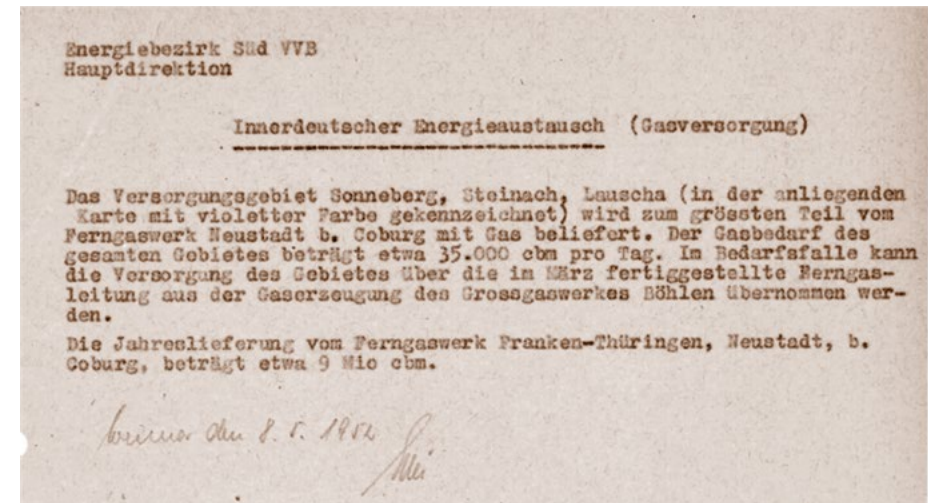 Energiebezirk Süd VVB
Hauptdirektion
Innerdeutscher Energieaustausch (Gasversorgung)
Das Versorgungsgebiet Sonneberg, Steinach, Lauscha (in der anliegenden
Karte mit violetter Farbe gekennzeichnet) wird zum grössten Teil vom
Ferngaswerk Neustadt b. Coburg mit Gas beliefert. Der Gasbedarf des
gesamten Gebietes beträgt etwa 35.000 cbm pro Tag. Im Bedarfsfalle kann
die Versorgung des Gebietes über die im März fertiggestellte Ferngas-
leitung aus der Gaserzeugung des Grossgaswerkes Böhlen übernommen wer-
den.
Die Jahreslieferung vom Ferngaswerk Franken-Thüringen, Neustadt, b.
Coburg, beträgt etwa 9 Mio cbm.
Weimar den 8. 5. 1952